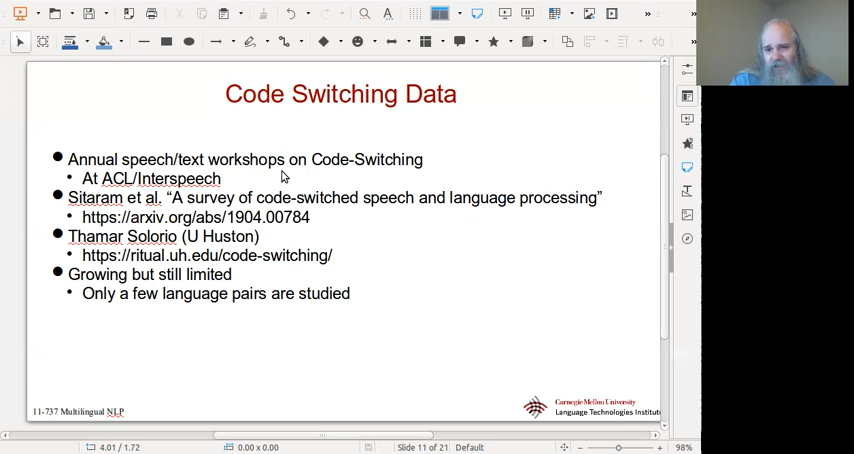 Code Switching Data
Annual speech/text workshops on Code-Switching
At ACL/Interspeech
Sitaram et al. “A survey of code-switched speech and language processing”
https://arxiv.org/abs/1904.00784
Thamar Solorio (U Huston)
https://ritual.uh.edu/code-switching/
Growing but still limited
Only a few language pairs are studied
11-737 Multilingual NLP
Carnegie Mellon University
Language Technologies Institute
4.01 / 1.72
0.00 x 0.00
Slide 11 of 21
Default
98%